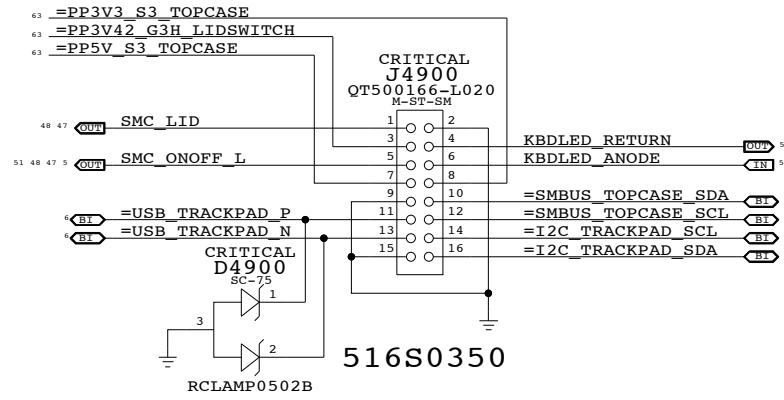 63 =PP3V3_S3_TOPCASE
63 =PP3V42_G3H_LIDSWITCH
63 =PP5V_S3_TOPCASE
CRITICAL
J4900
QT500166-L020
M-ST-SM
48 47 OUT SMC_LID 1 2
3 4 KBDLED_RETURN OUT 5
51 48 47 5 OUT SMC_ONOFF_L 5 6 KBDLED_ANODE IN 5
7 8
9 10 =SMBUS_TOPCASE_SDA BI
6 BI =USB_TRACKPAD_P 11 12 =SMBUS_TOPCASE_SCL BI
6 BI =USB_TRACKPAD_N 13 14 =I2C_TRACKPAD_SCL BI
15 16 =I2C_TRACKPAD_SDA BI
CRITICAL
D4900
SC-75
1
3
2
RCLAMP0502B
516S0350